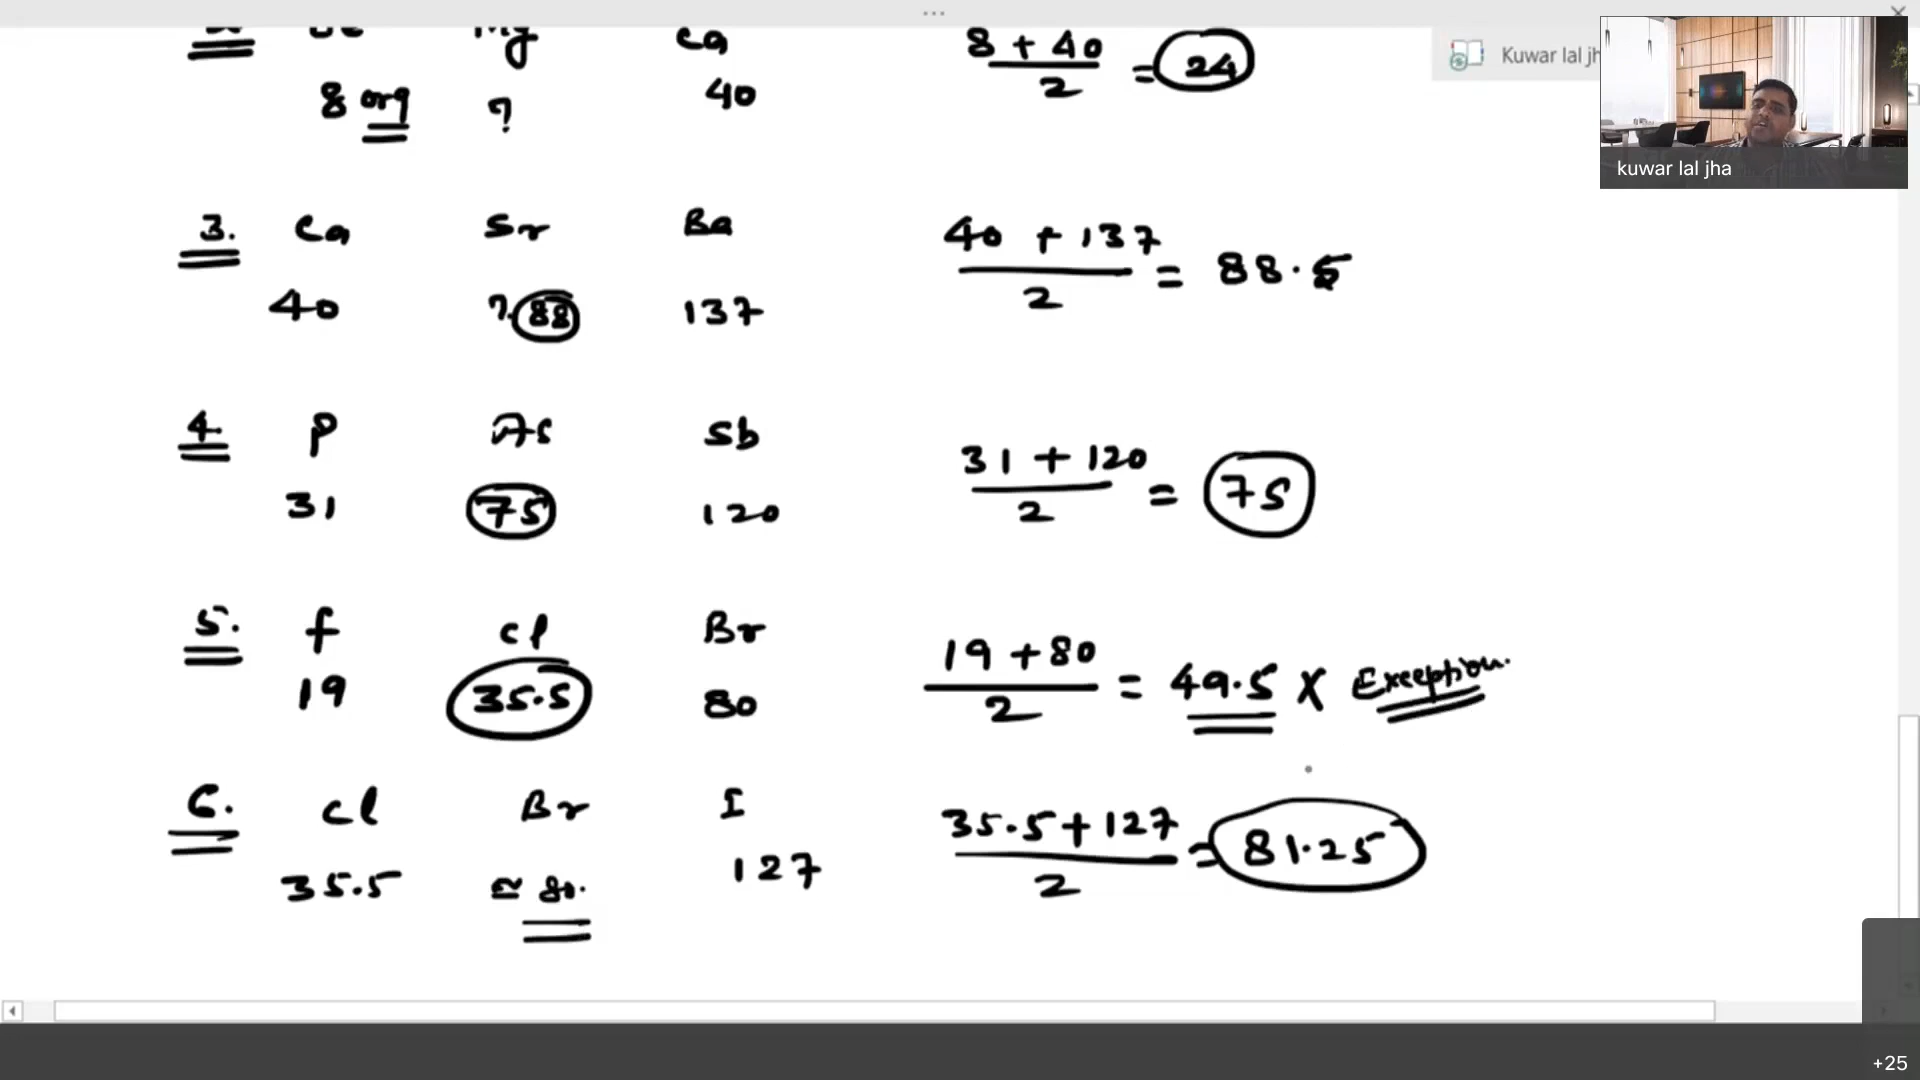 Mg Ca 8 + 40 / 2 = 24
8 org ? 40
Kuwar lal jh
kuwar lal jha
3. Ca Sr Ba 40 + 137 / 2 = 88.5
40 ? 88 137
4. P As Sb 31 + 120 / 2 = 75
31 75 120
5. f Cl Br 19 + 80 / 2 = 49.5 X Exception.
19 35.5 80
6. Cl Br I 35.5 + 127 / 2 = 81.25
35.5 ≃ 80. 127
+25